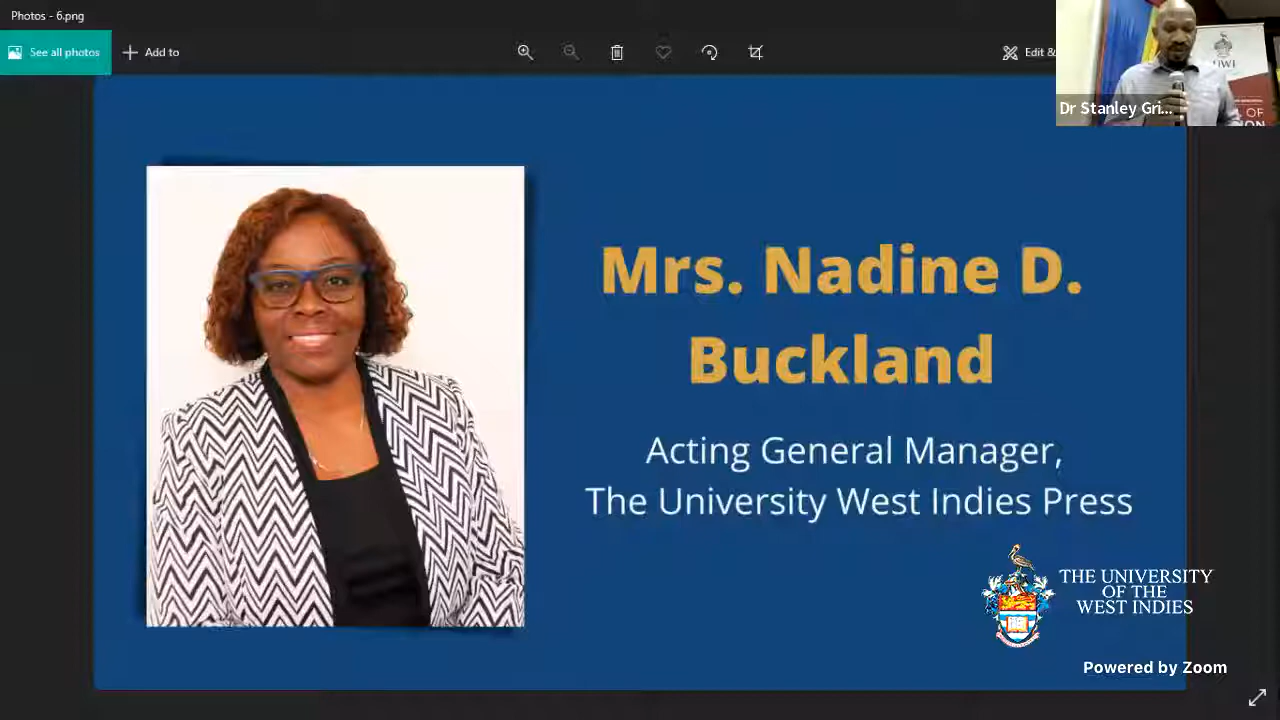 Photos - 6.png
See all photos
Add to
Edit &
UWI
Dr Stanley Gri...
Mrs. Nadine D.
Buckland
Acting General Manager,
The University West Indies Press
THE UNIVERSITY
OF THE
WEST INDIES
Powered by Zoom